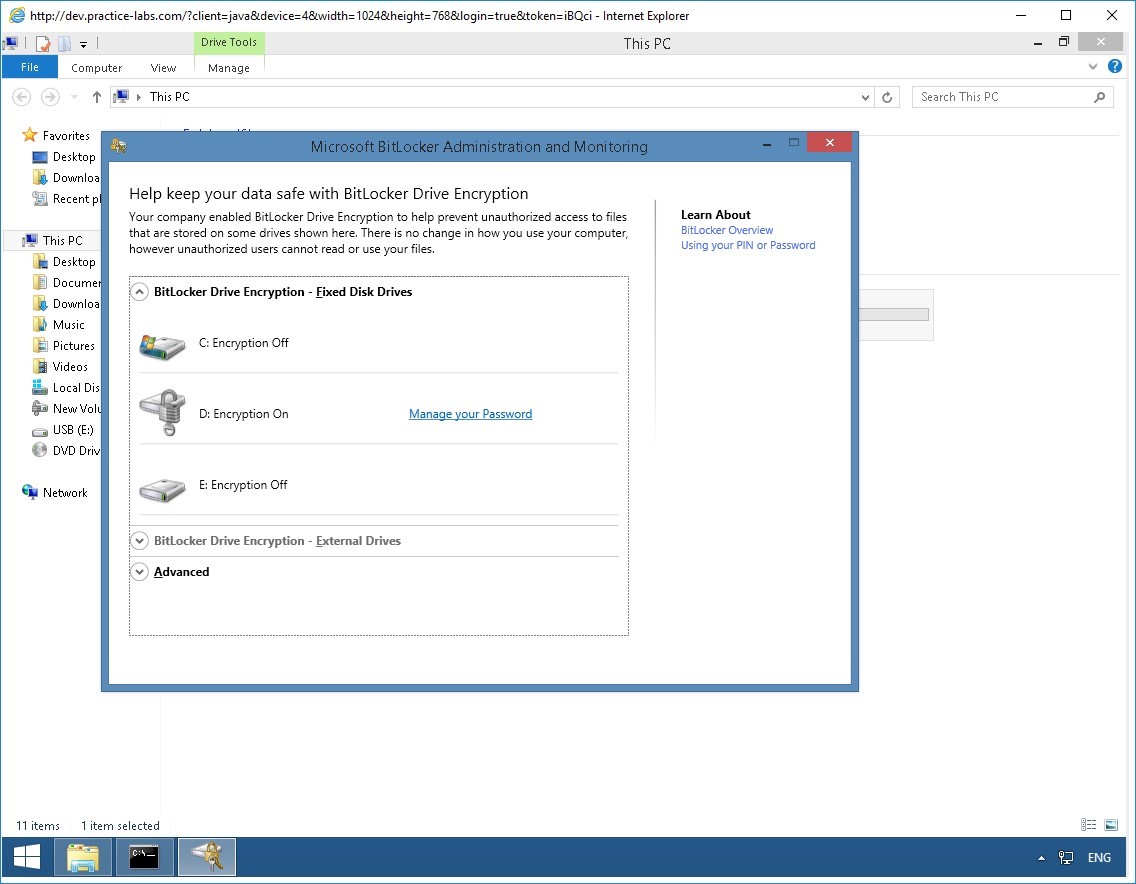 http://dev.practice-labs.com/?client=java&device=4&width=1024&height=768&login=true&token=iBQci - Internet Explorer
Drive Tools
This PC
File
Computer
View
Manage
This PC
Search This PC
Favorites
Desktop
Downloa
Recent pl
This PC
Desktop
Documen
Downloa
Music
Pictures
Videos
Local Dis
New Volu
USB (E:)
DVD Driv
Network
Microsoft BitLocker Administration and Monitoring
Help keep your data safe with BitLocker Drive Encryption
Your company enabled BitLocker Drive Encryption to help prevent unauthorized access to files
that are stored on some drives shown here. There is no change in how you use your computer,
however unauthorized users cannot read or use your files.
BitLocker Drive Encryption - Fixed Disk Drives
C: Encryption Off
D: Encryption On
Manage your Password
E: Encryption Off
BitLocker Drive Encryption - External Drives
Advanced
Learn About
BitLocker Overview
Using your PIN or Password
11 items
1 item selected
ENG